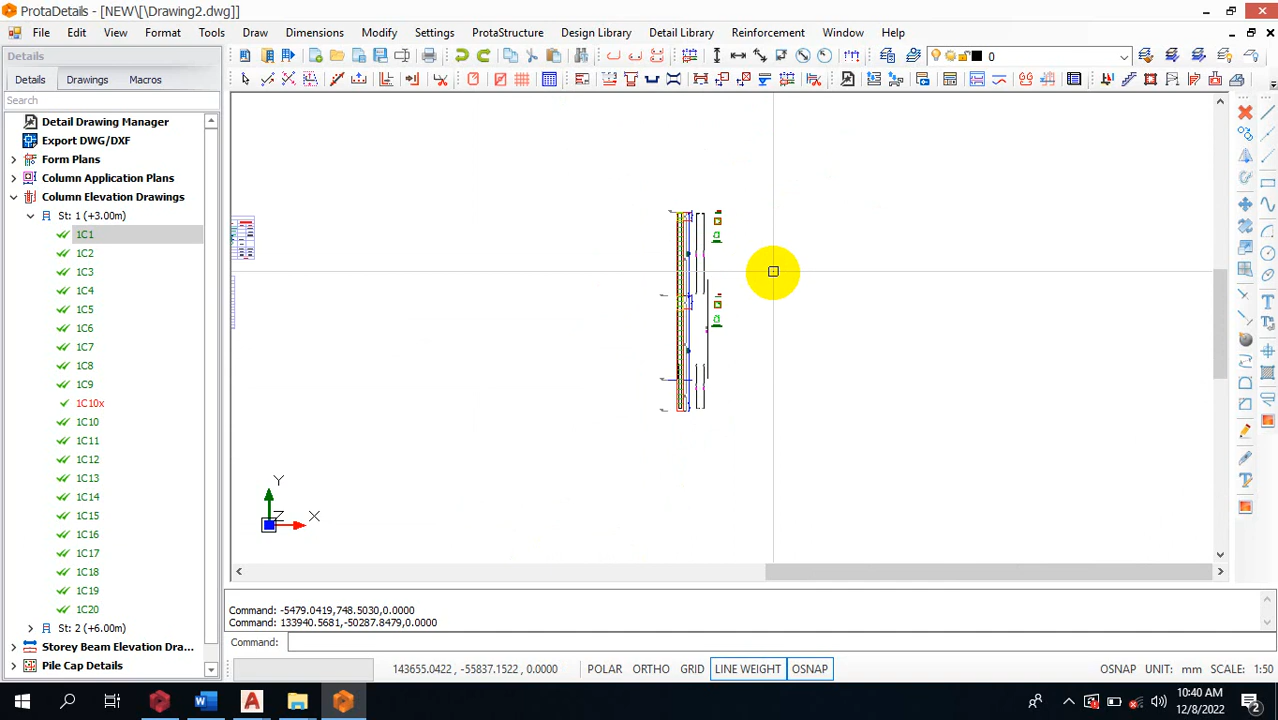 ProtaDetails - [NEW\[\Drawing2.dwg]
File Edit View Format Tools Draw Dimensions Modify Settings ProtaStructure Design Library Detail Library Reinforcement Window Help
Details
0
Details Drawings Macros
Search
Detail Drawing Manager
Export DWG/DXF
Form Plans
Column Application Plans
Column Elevation Drawings
St: 1 (+3.00m)
1C1
1C2
1C3
1C4
1C5
1C6
1C7
1C8
1C9
1C10x
1C10
1C11
1C12
1C13
1C14
1C15
1C16
1C17
1C18
1C19
1C20
St: 2 (+6.00m)
Storey Beam Elevation Dra...
Pile Cap Details
Y
Z
X
Command: -5479.0419,748.5030,0.0000
Command: 133940.5681,-50287.8479,0.0000
Command:
143655.0422 , -55837.1522 , 0.0000 POLAR ORTHO GRID LINE WEIGHT OSNAP OSNAP UNIT: mm SCALE: 1:50
10:40 AM
12/8/2022
2